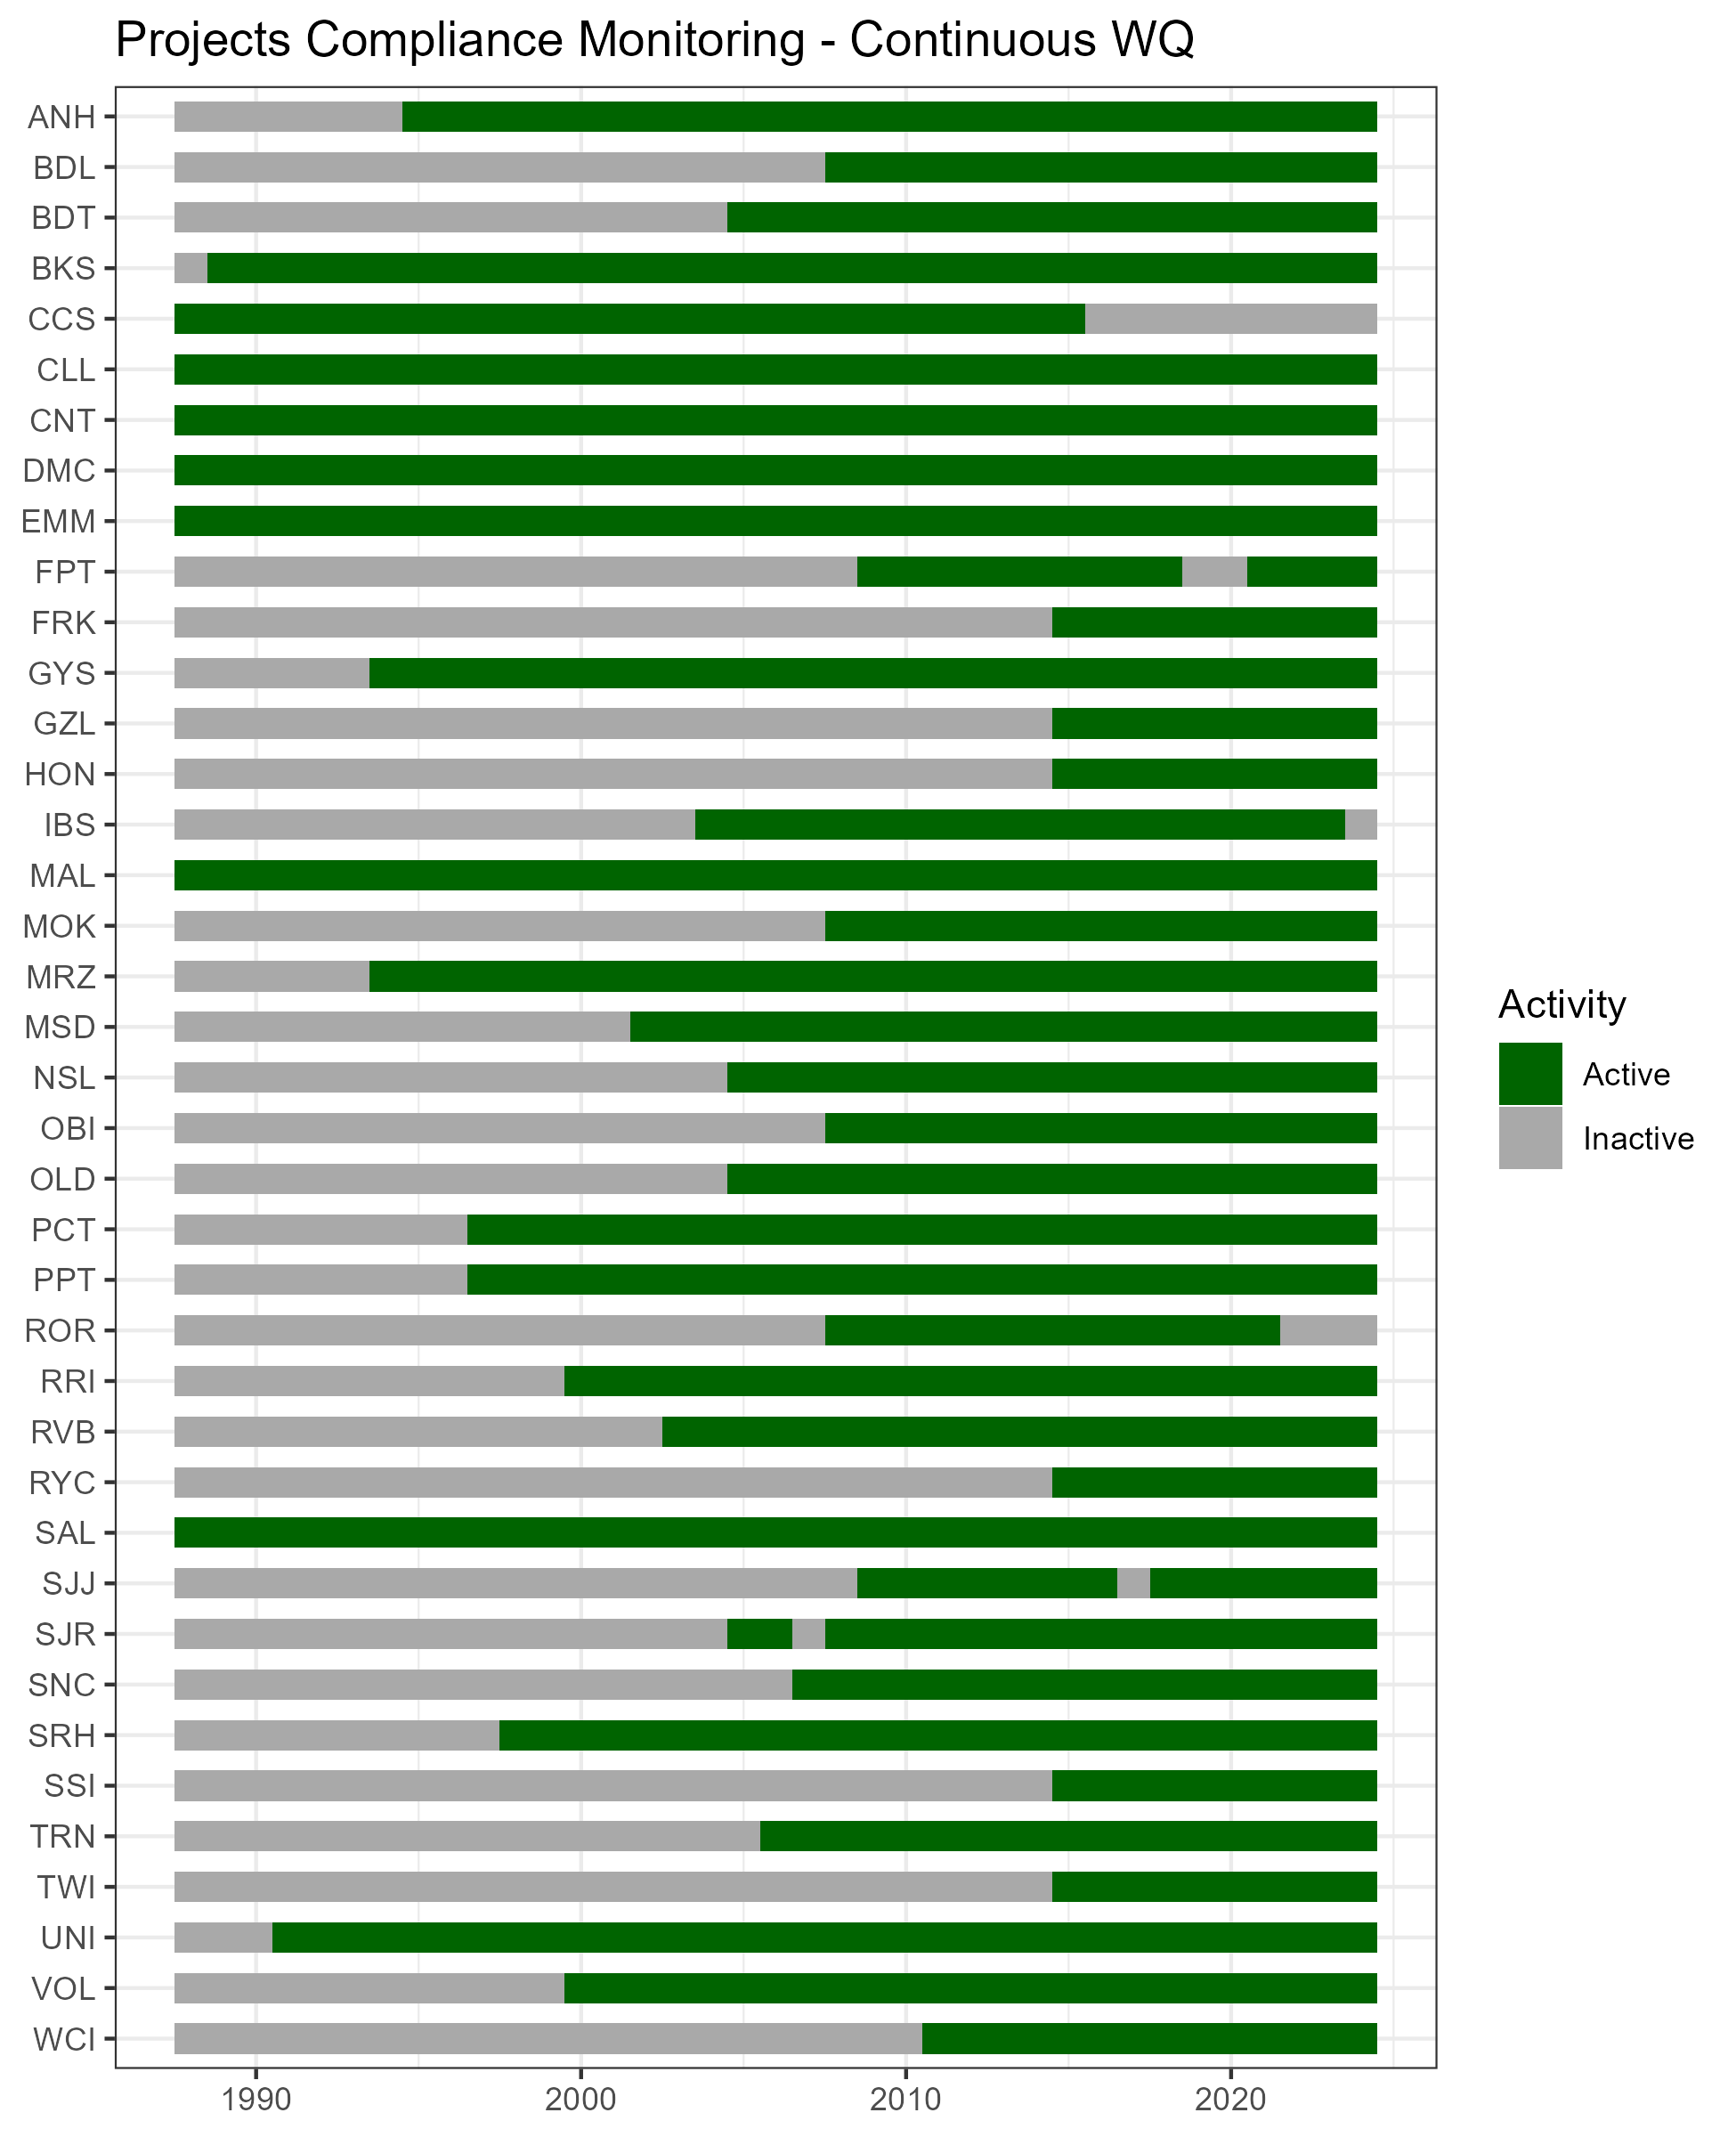 Projects Compliance Monitoring - Continuous WQ
ANH
BDL
BDT
BKS
CCS
CLL
CNT
DMC
EMM
FPT
FRK
GYS
GZL
HON
IBS
MAL
MOK
MRZ
MSD
NSL
OBI
OLD
PCT
PPT
ROR
RRI
RVB
RYC
SAL
SJJ
SJR
SNC
SRH
SSI
TRN
TWI
UNI
VOL
WCI
1990 2000 2010 2020
Activity
Active
Inactive